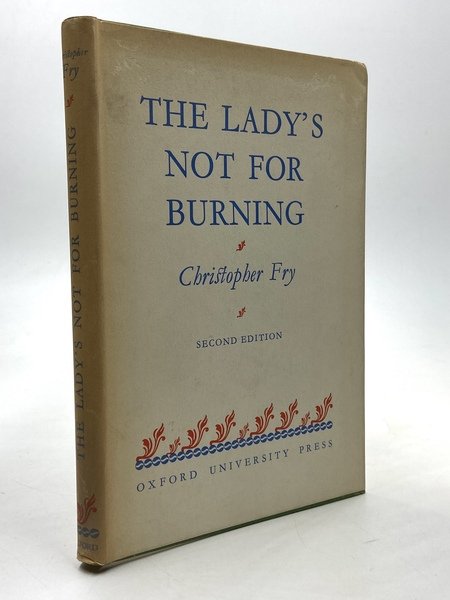 THE LADY'S
NOT FOR
BURNING
Christopher Fry
SECOND EDITION
OXFORD UNIVERSITY PRESS
Christopher
Fry
THE LADY'S NOT FOR BURNING
OXFORD